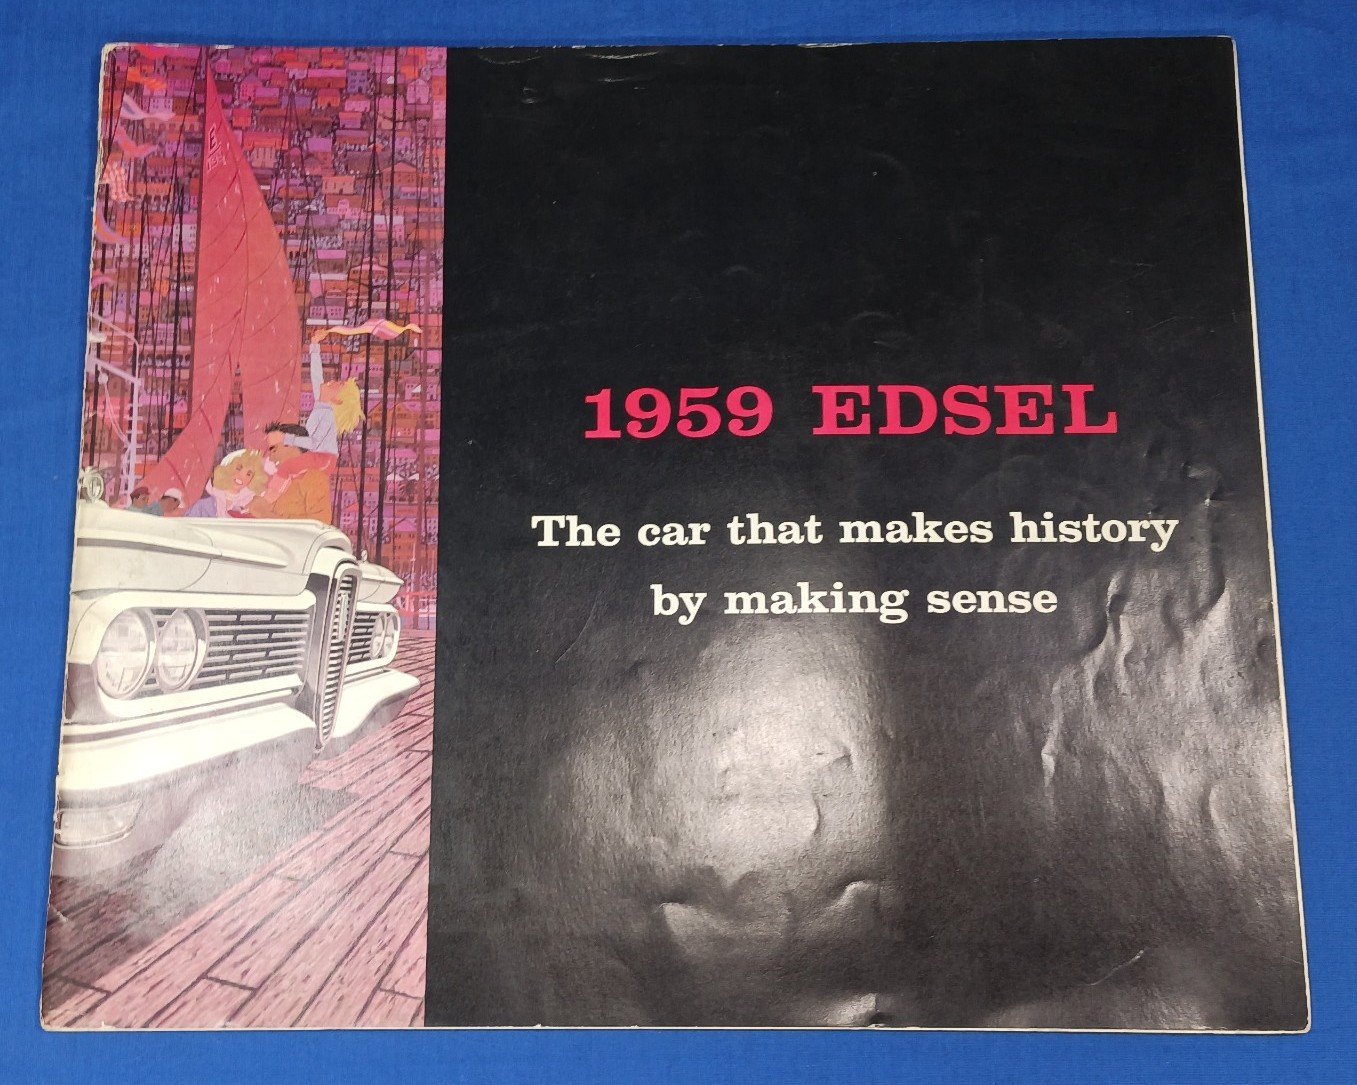 1959 EDSEL
The car that makes history
by making sense